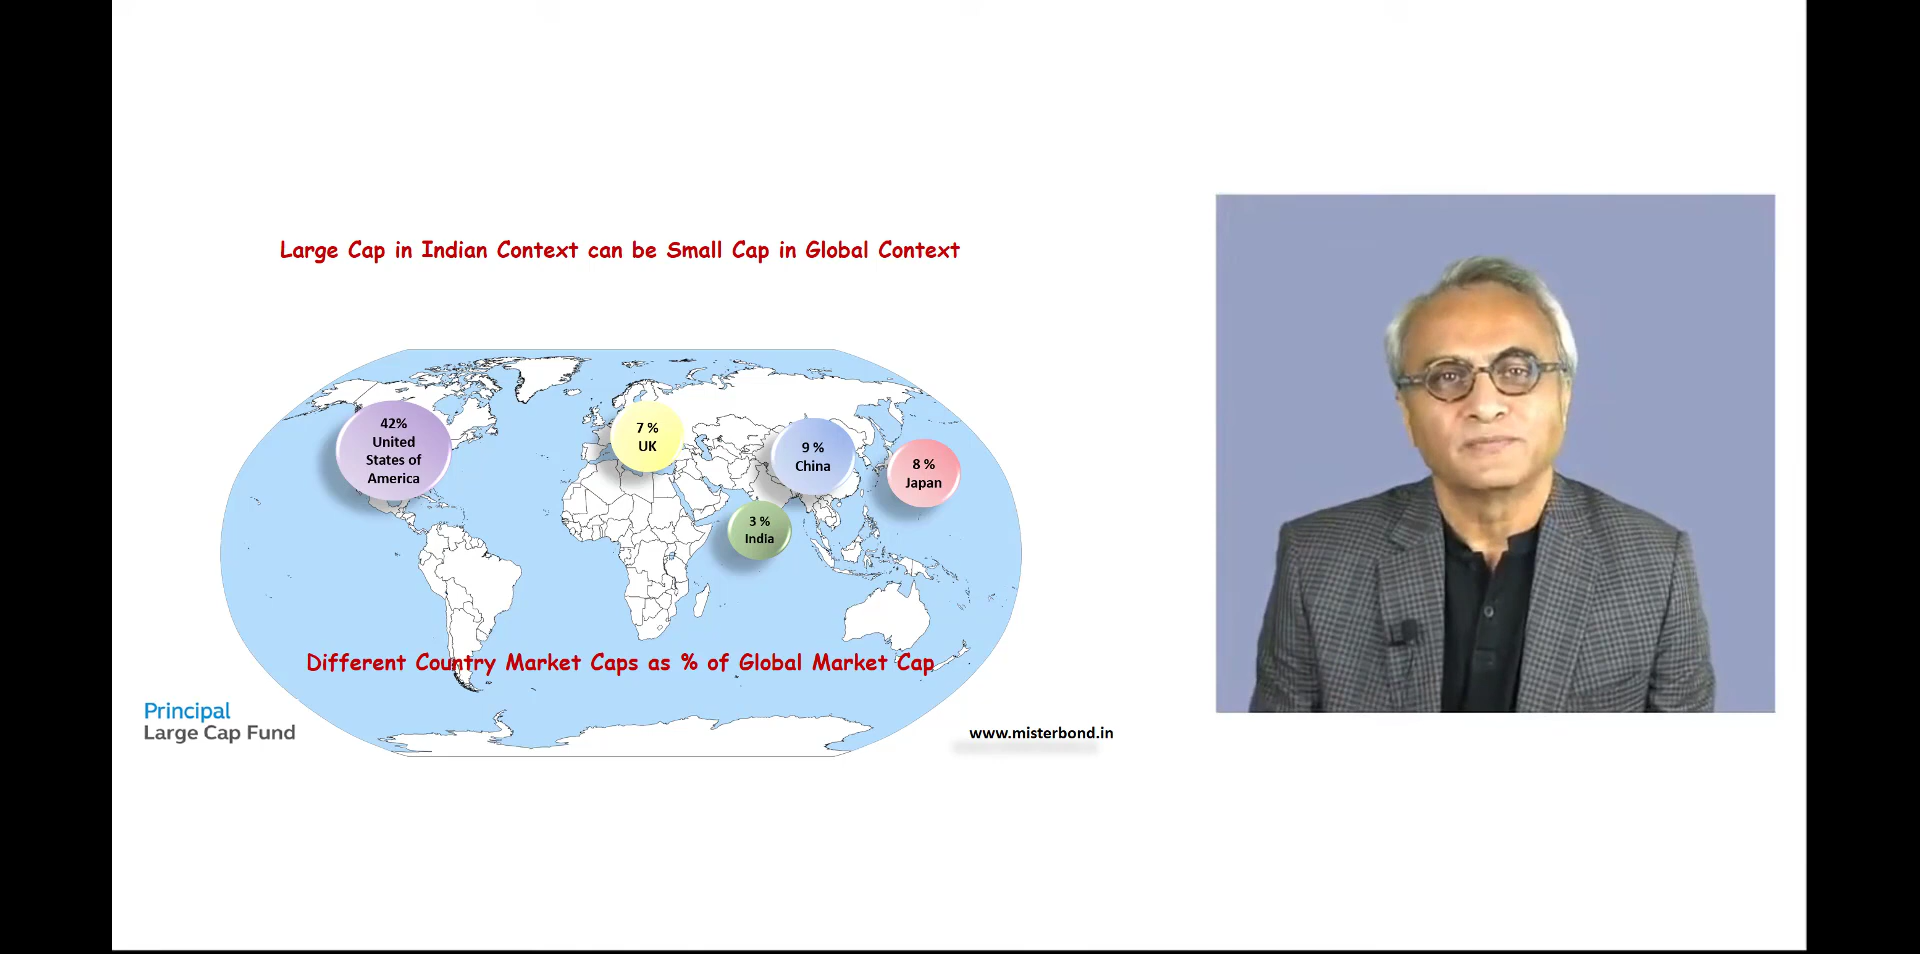 Large Cap in Indian Context can be Small Cap in Global Context
42%
United
States of
America
7 %
UK
9 %
China
8 %
Japan
3 %
India
Different Country Market Caps as % of Global Market Cap
Principal
Large Cap Fund
www.misterbond.in